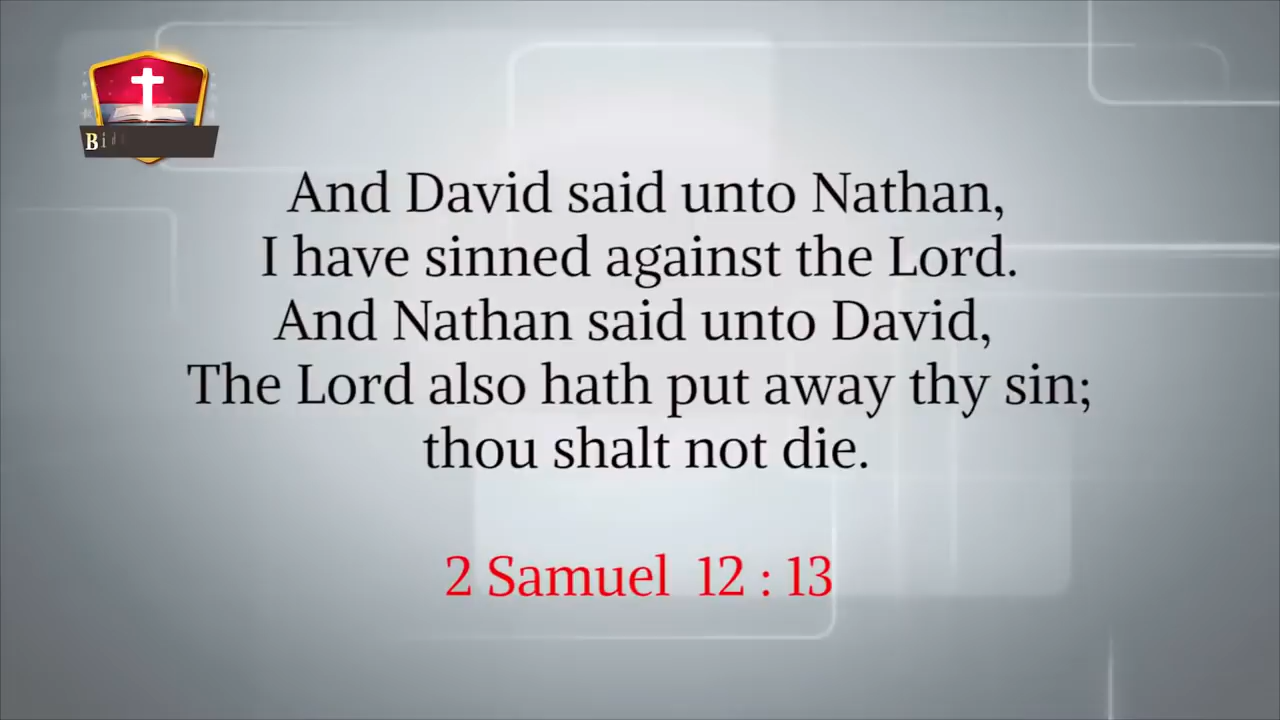 And David said unto Nathan,
I have sinned against the Lord.
And Nathan said unto David,
The Lord also hath put away thy sin;
thou shalt not die.
2 Samuel 12 : 13